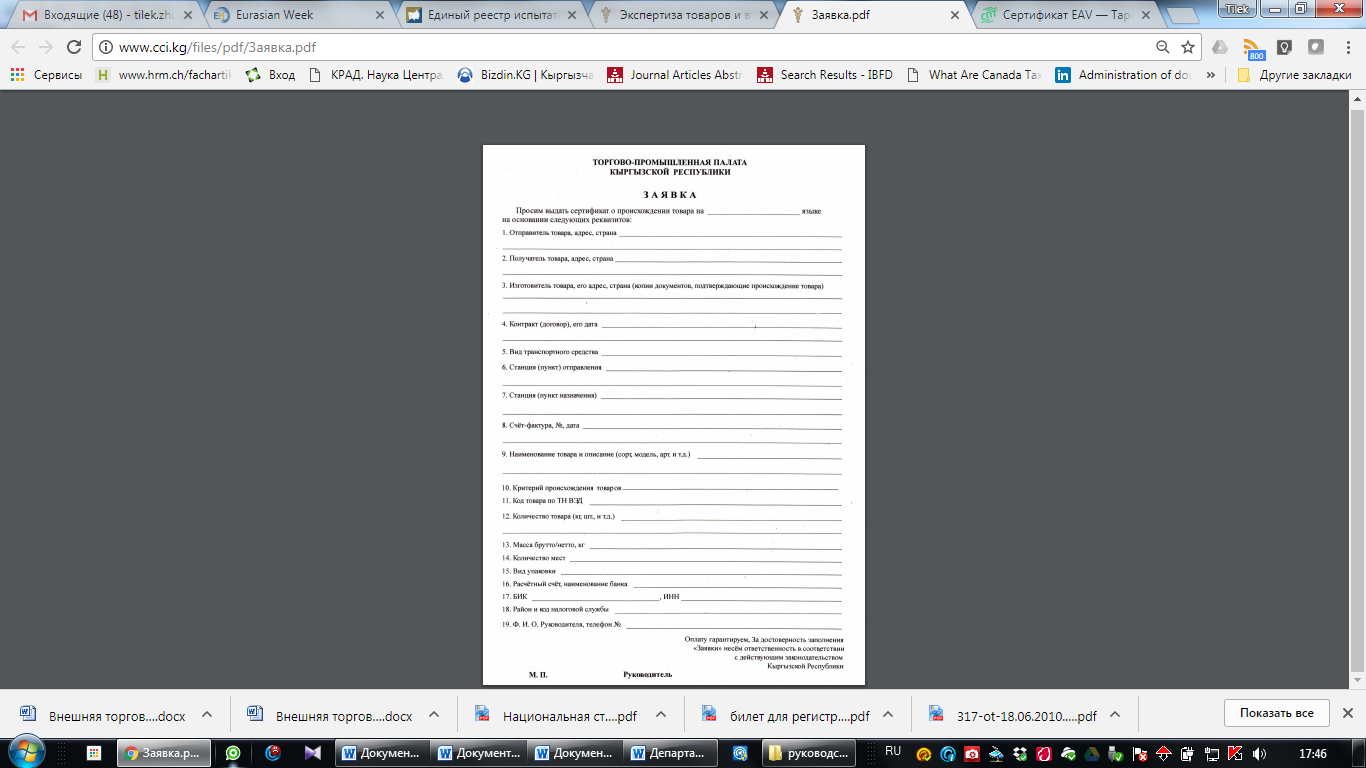 Входящие (48) - tilek.zh
Eurasian Week
Единый реестр испытат
Экспертиза товаров и в
Заявка.pdf
Сертификат EAV — Тар
Tilek
www.cci.kg/files/pdf/Заявка.pdf
800
Сервисы
www.hrm.ch/fachartik
Вход
КРАД, Наука Центра
Bizdin.KG | Кыргызча
Journal Articles Abstr
Search Results - IBFD
What Are Canada Tax
Administration of dou
»
Другие закладки
ТОРГОВО-ПРОМЫШЛЕННАЯ ПАЛАТА
КЫРГЫЗСКОЙ РЕСПУБЛИКИ
З А Я В К А
Просим выдать сертификат о происхождении товара на ____________ языке
на основании следующих реквизитов:
1. Отправитель товара, адрес, страна
2. Получатель товара, адрес, страна
3. Изготовитель товара, его адрес, страна (копии документов, подтверждающие происхождение товара)
4. Контракт (договор), его дата
5. Вид транспортного средства
6. Станция (пункт) отправления
7. Станция (пункт назначения)
8. Счёт-фактура, №, дата
9. Наименование товара и описание (сорт, модель, арт. и т.д.)
10. Критерий происхождения товаров
11. Код товара по ТН ВЭД
12. Количество товара (кг, шт., и т.д.)
13. Масса брутто/нетто, кг
14. Количество мест
15. Вид упаковки
16. Расчётный счёт, наименование банка
17. БИК ____________, ИНН
18. Район и код налоговой службы
19. Ф. И. О. Руководителя, телефон №
Оплату гарантируем, За достоверность заполнения
«Заявки» несём ответственность в соответствии
с действующим законодательством
Кыргызской Республики
М. П. Руководитель
Внешняя торгов....docx
Внешняя торгов....docx
Национальная ст....pdf
билет для регистр....pdf
317-ot-18.06.2010.....pdf
Показать все
Заявка.p...
Докумен...
Документ...
Докумен...
Департа...
руководс...
RU
17:46